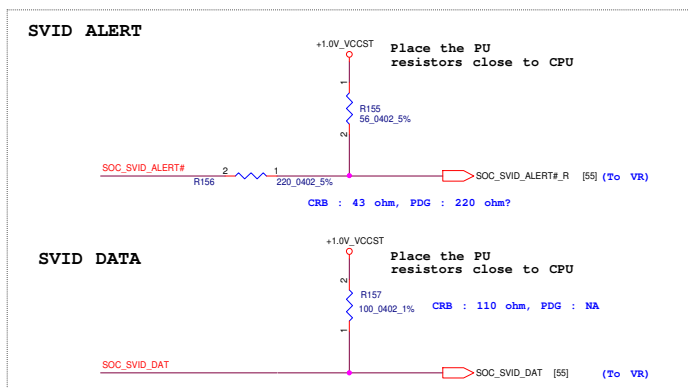 SVID ALERT
+1.0V_VCCST
Place the PU
resistors close to CPU
1
R155
56_0402_5%
2
SOC_SVID_ALERT#
2
1
R156
220_0402_5%
SOC_SVID_ALERT#_R [55] (To VR)
CRB : 43 ohm, PDG : 220 ohm?
+1.0V_VCCST
SVID DATA
Place the PU
resistors close to CPU
2
R157
100_0402_1%
CRB : 110 ohm, PDG : NA
1
SOC_SVID_DAT
SOC_SVID_DAT [55] (To VR)